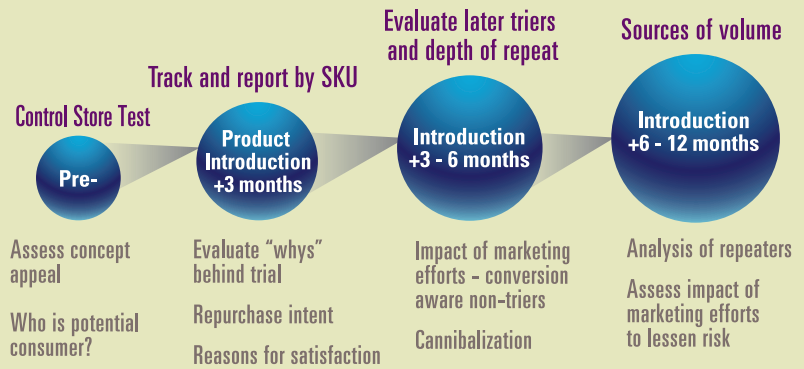 Control Store Test
Pre-
Assess concept
appeal
Who is potential
consumer?
Track and report by SKU
Product
Introduction
+3 months
Evaluate “whys”
behind trial
Repurchase intent
Reasons for satisfaction
Evaluate later triers
and depth of repeat
Introduction
+3 - 6 months
Impact of marketing
efforts - conversion
aware non-triers
Cannibalization
Sources of volume
Introduction
+6 - 12 months
Analysis of repeaters
Assess impact of
marketing efforts
to lessen risk